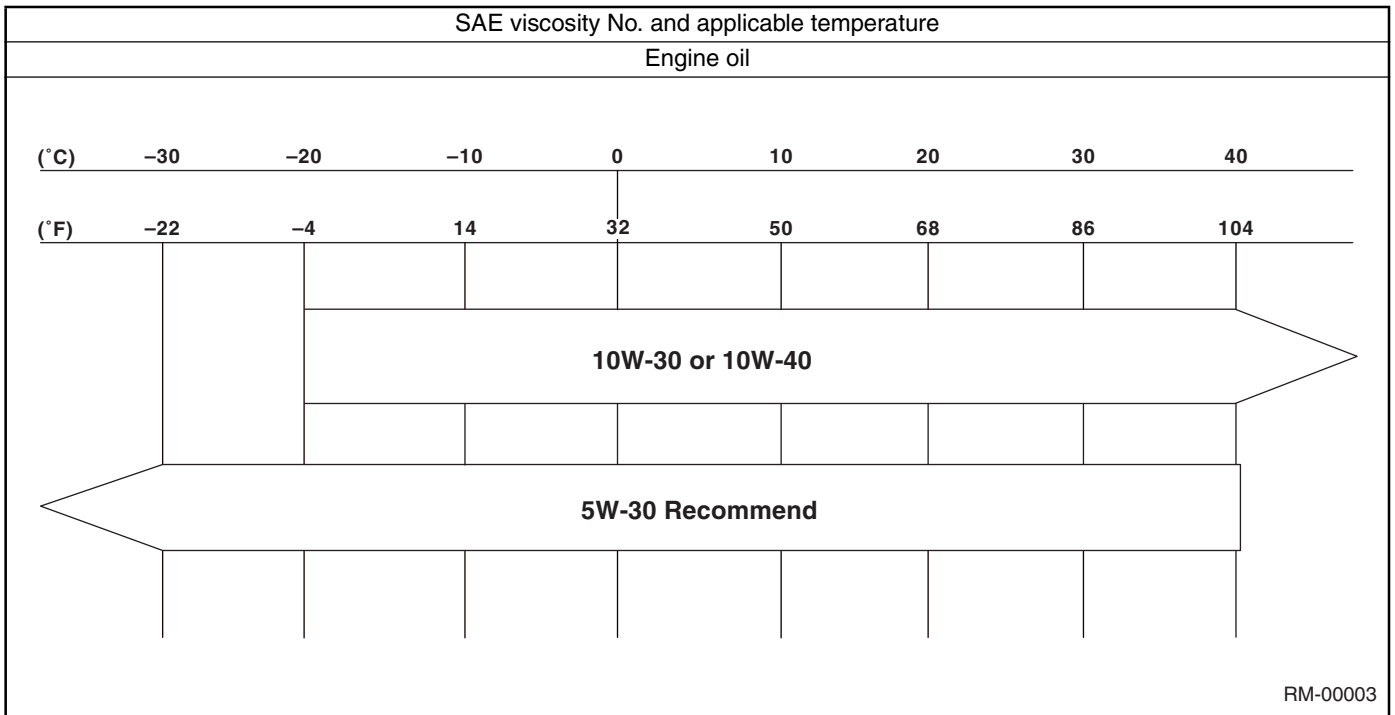 SAE viscosity No. and applicable temperature
Engine oil
(˚C) –30 –20 –10 0 10 20 30 40
(˚F) –22 –4 14 32 50 68 86 104
10W-30 or 10W-40
5W-30 Recommend
RM-00003